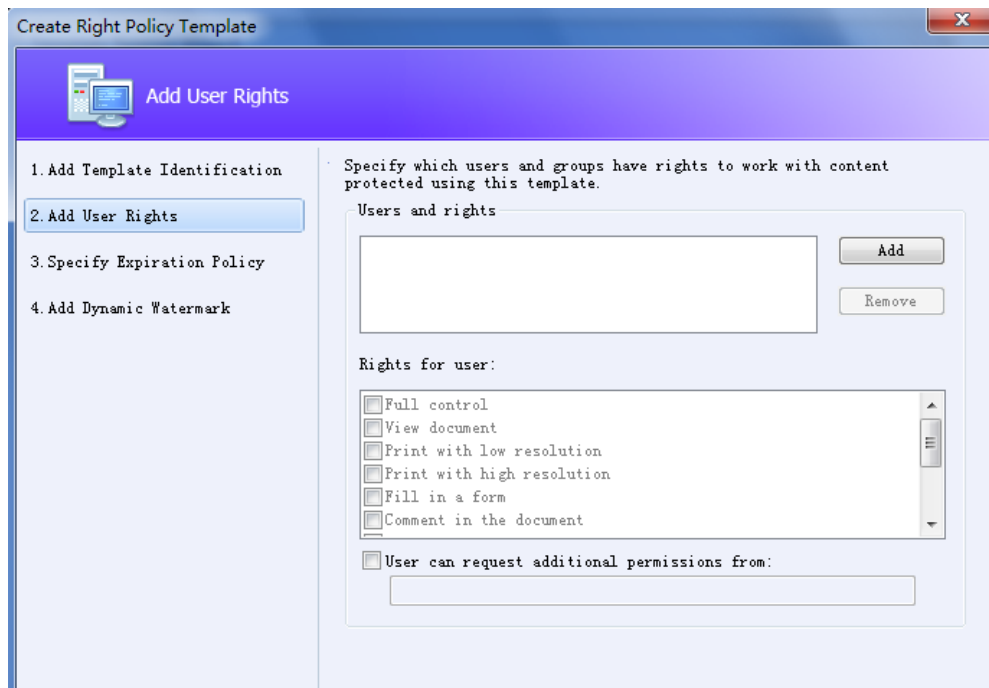 Create Right Policy Template
Add User Rights
1.Add Template Identification
2.Add User Rights
3.Specify Expiration Policy
4.Add Dynamic Watermark
Specify which users and groups have rights to work with content
protected using this template.
Users and rights
Add
Remove
Rights for user:
Full control
View document
Print with low resolution
Print with high resolution
Fill in a form
Comment in the document
User can request additional permissions from: